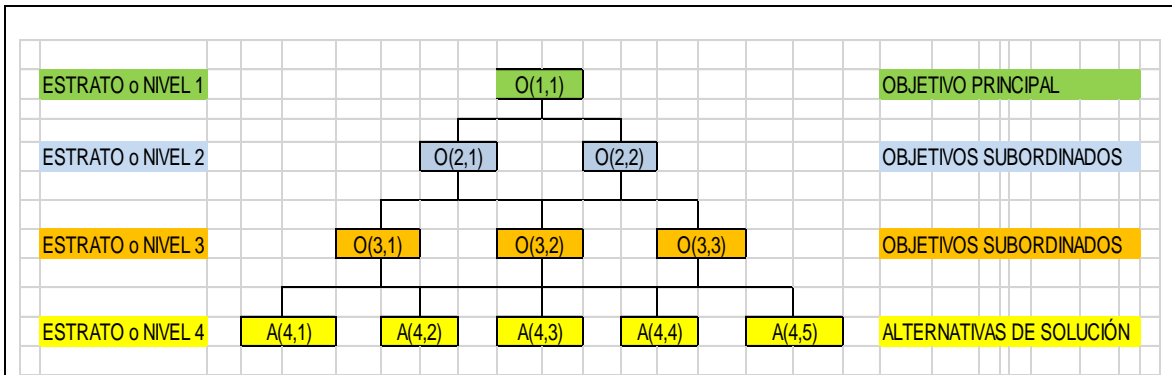 ESTRATO o NIVEL 1 O(1,1) OBJETIVO PRINCIPAL
ESTRATO o NIVEL 2 O(2,1) O(2,2) OBJETIVOS SUBORDINADOS
ESTRATO o NIVEL 3 O(3,1) O(3,2) O(3,3) OBJETIVOS SUBORDINADOS
ESTRATO o NIVEL 4 A(4,1) A(4,2) A(4,3) A(4,4) A(4,5) ALTERNATIVAS DE SOLUCIÓN